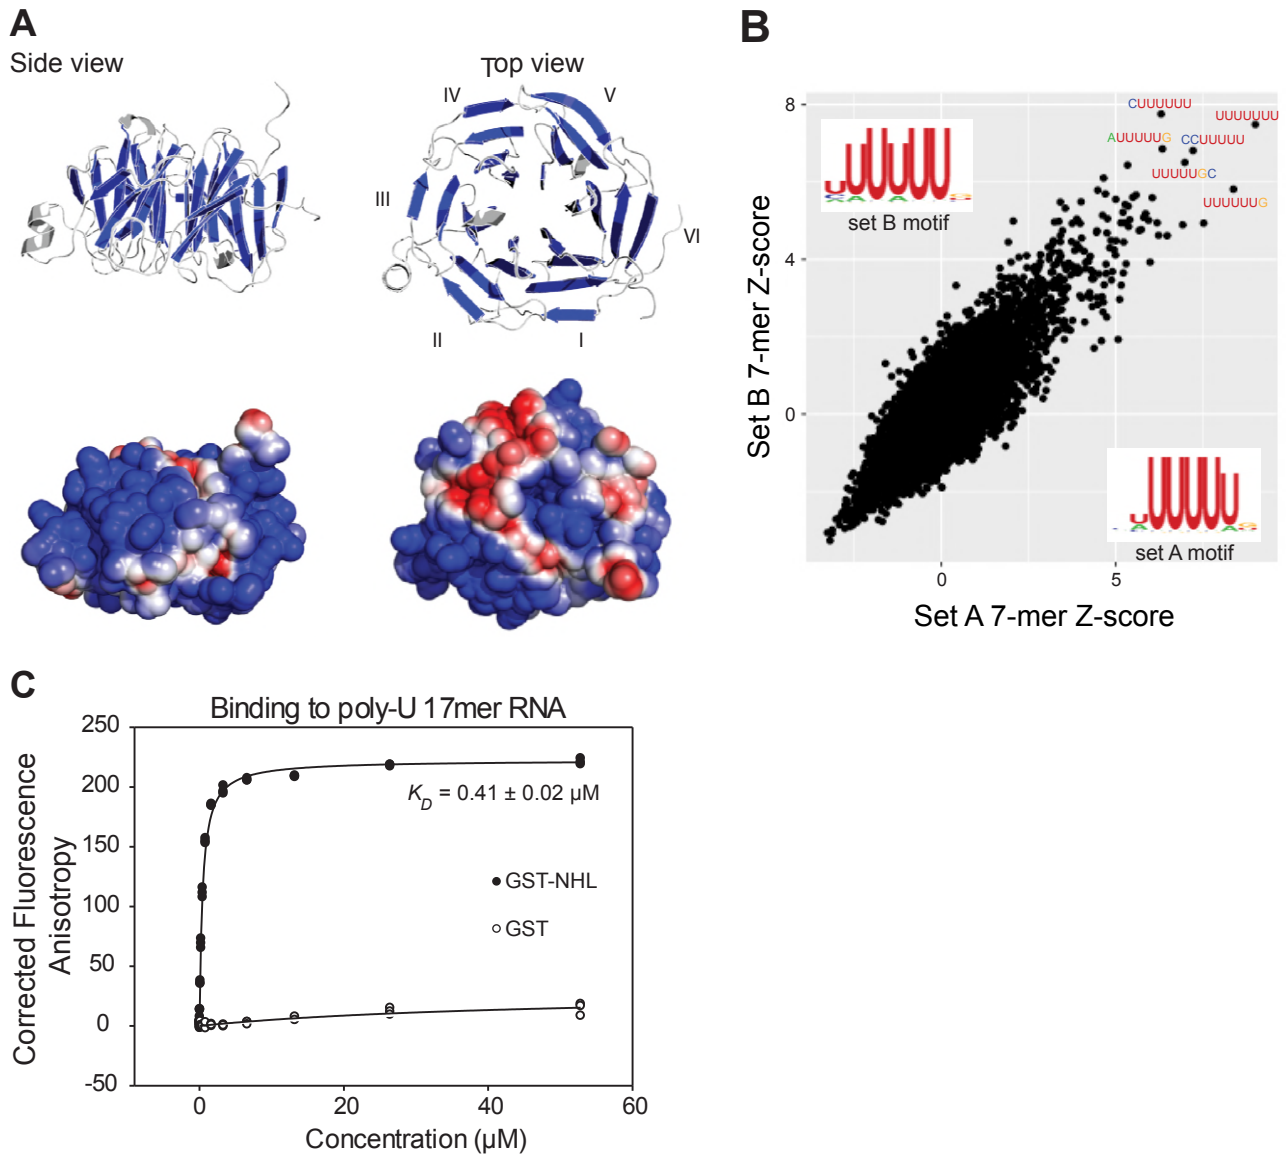 A
Side view
Top view
IV
V
III
VI
II
I
B
8
4
0
0
5
Set B 7-mer Z-score
Set A 7-mer Z-score
CUUUUUU
UUUUUUU
AUUUUUG
CCUUUUU
UUUUUGC
UUUUUUG
set B motif
set A motif
C
Binding to poly-U 17mer RNA
250
200
150
100
50
0
-50
Corrected Fluorescence
Anisotropy
K_D = 0.41 ± 0.02 µM
GST-NHL
GST
0
20
40
60
Concentration (µM)